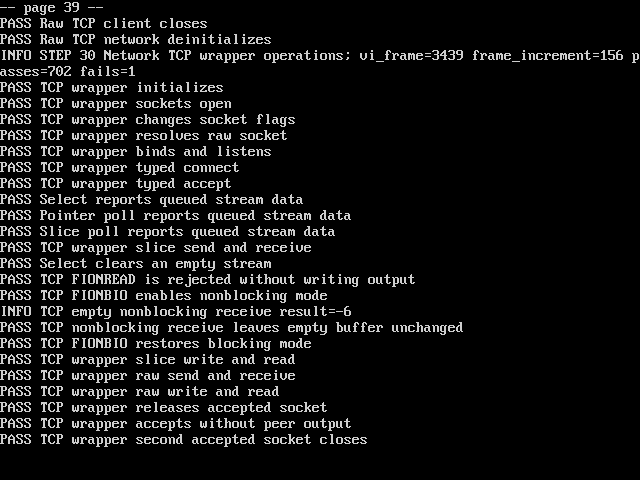 -- page 39 --
PASS Raw TCP client closes
PASS Raw TCP network deinitializes
INFO STEP 30 Network TCP wrapper operations; vi_frame=3439 frame_increment=156 p
asses=702 fails=1
PASS TCP wrapper initializes
PASS TCP wrapper sockets open
PASS TCP wrapper changes socket flags
PASS TCP wrapper resolves raw socket
PASS TCP wrapper binds and listens
PASS TCP wrapper typed connect
PASS TCP wrapper typed accept
PASS Select reports queued stream data
PASS Pointer poll reports queued stream data
PASS Slice poll reports queued stream data
PASS TCP wrapper slice send and receive
PASS Select clears an empty stream
PASS TCP FIONREAD is rejected without writing output
PASS TCP FIONBIO enables nonblocking mode
INFO TCP empty nonblocking receive result=-6
PASS TCP nonblocking receive leaves empty buffer unchanged
PASS TCP FIONBIO restores blocking mode
PASS TCP wrapper slice write and read
PASS TCP wrapper raw send and receive
PASS TCP wrapper raw write and read
PASS TCP wrapper releases accepted socket
PASS TCP wrapper accepts without peer output
PASS TCP wrapper second accepted socket closes